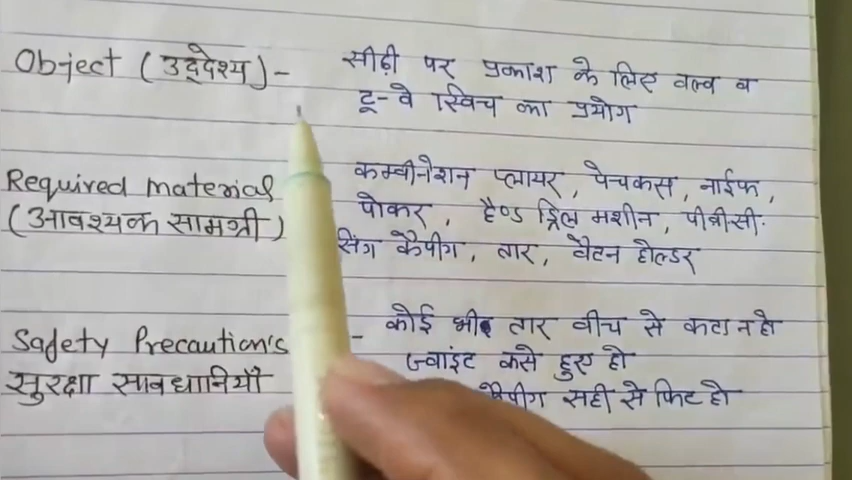 Object (उद्देश्य) - सीढ़ी पर प्रकाश के लिए वल्व व
टू-वे स्विच का प्रयोग
Required material कम्वीनेशन प्लायर, पेचकस, नाईफ,
(आवश्यक सामग्री) पोकर, हैण्ड ड्रिल मशीन, पीवीसी.
सिंग कैपीग, तार, वैटन होल्डर
Safety Precaution's - कोई भी तार वीच से कटा न हो
सुरक्षा सावधानियाँ ज्वाइंट कसे हुए हो
कैपीग सही से फिट हो